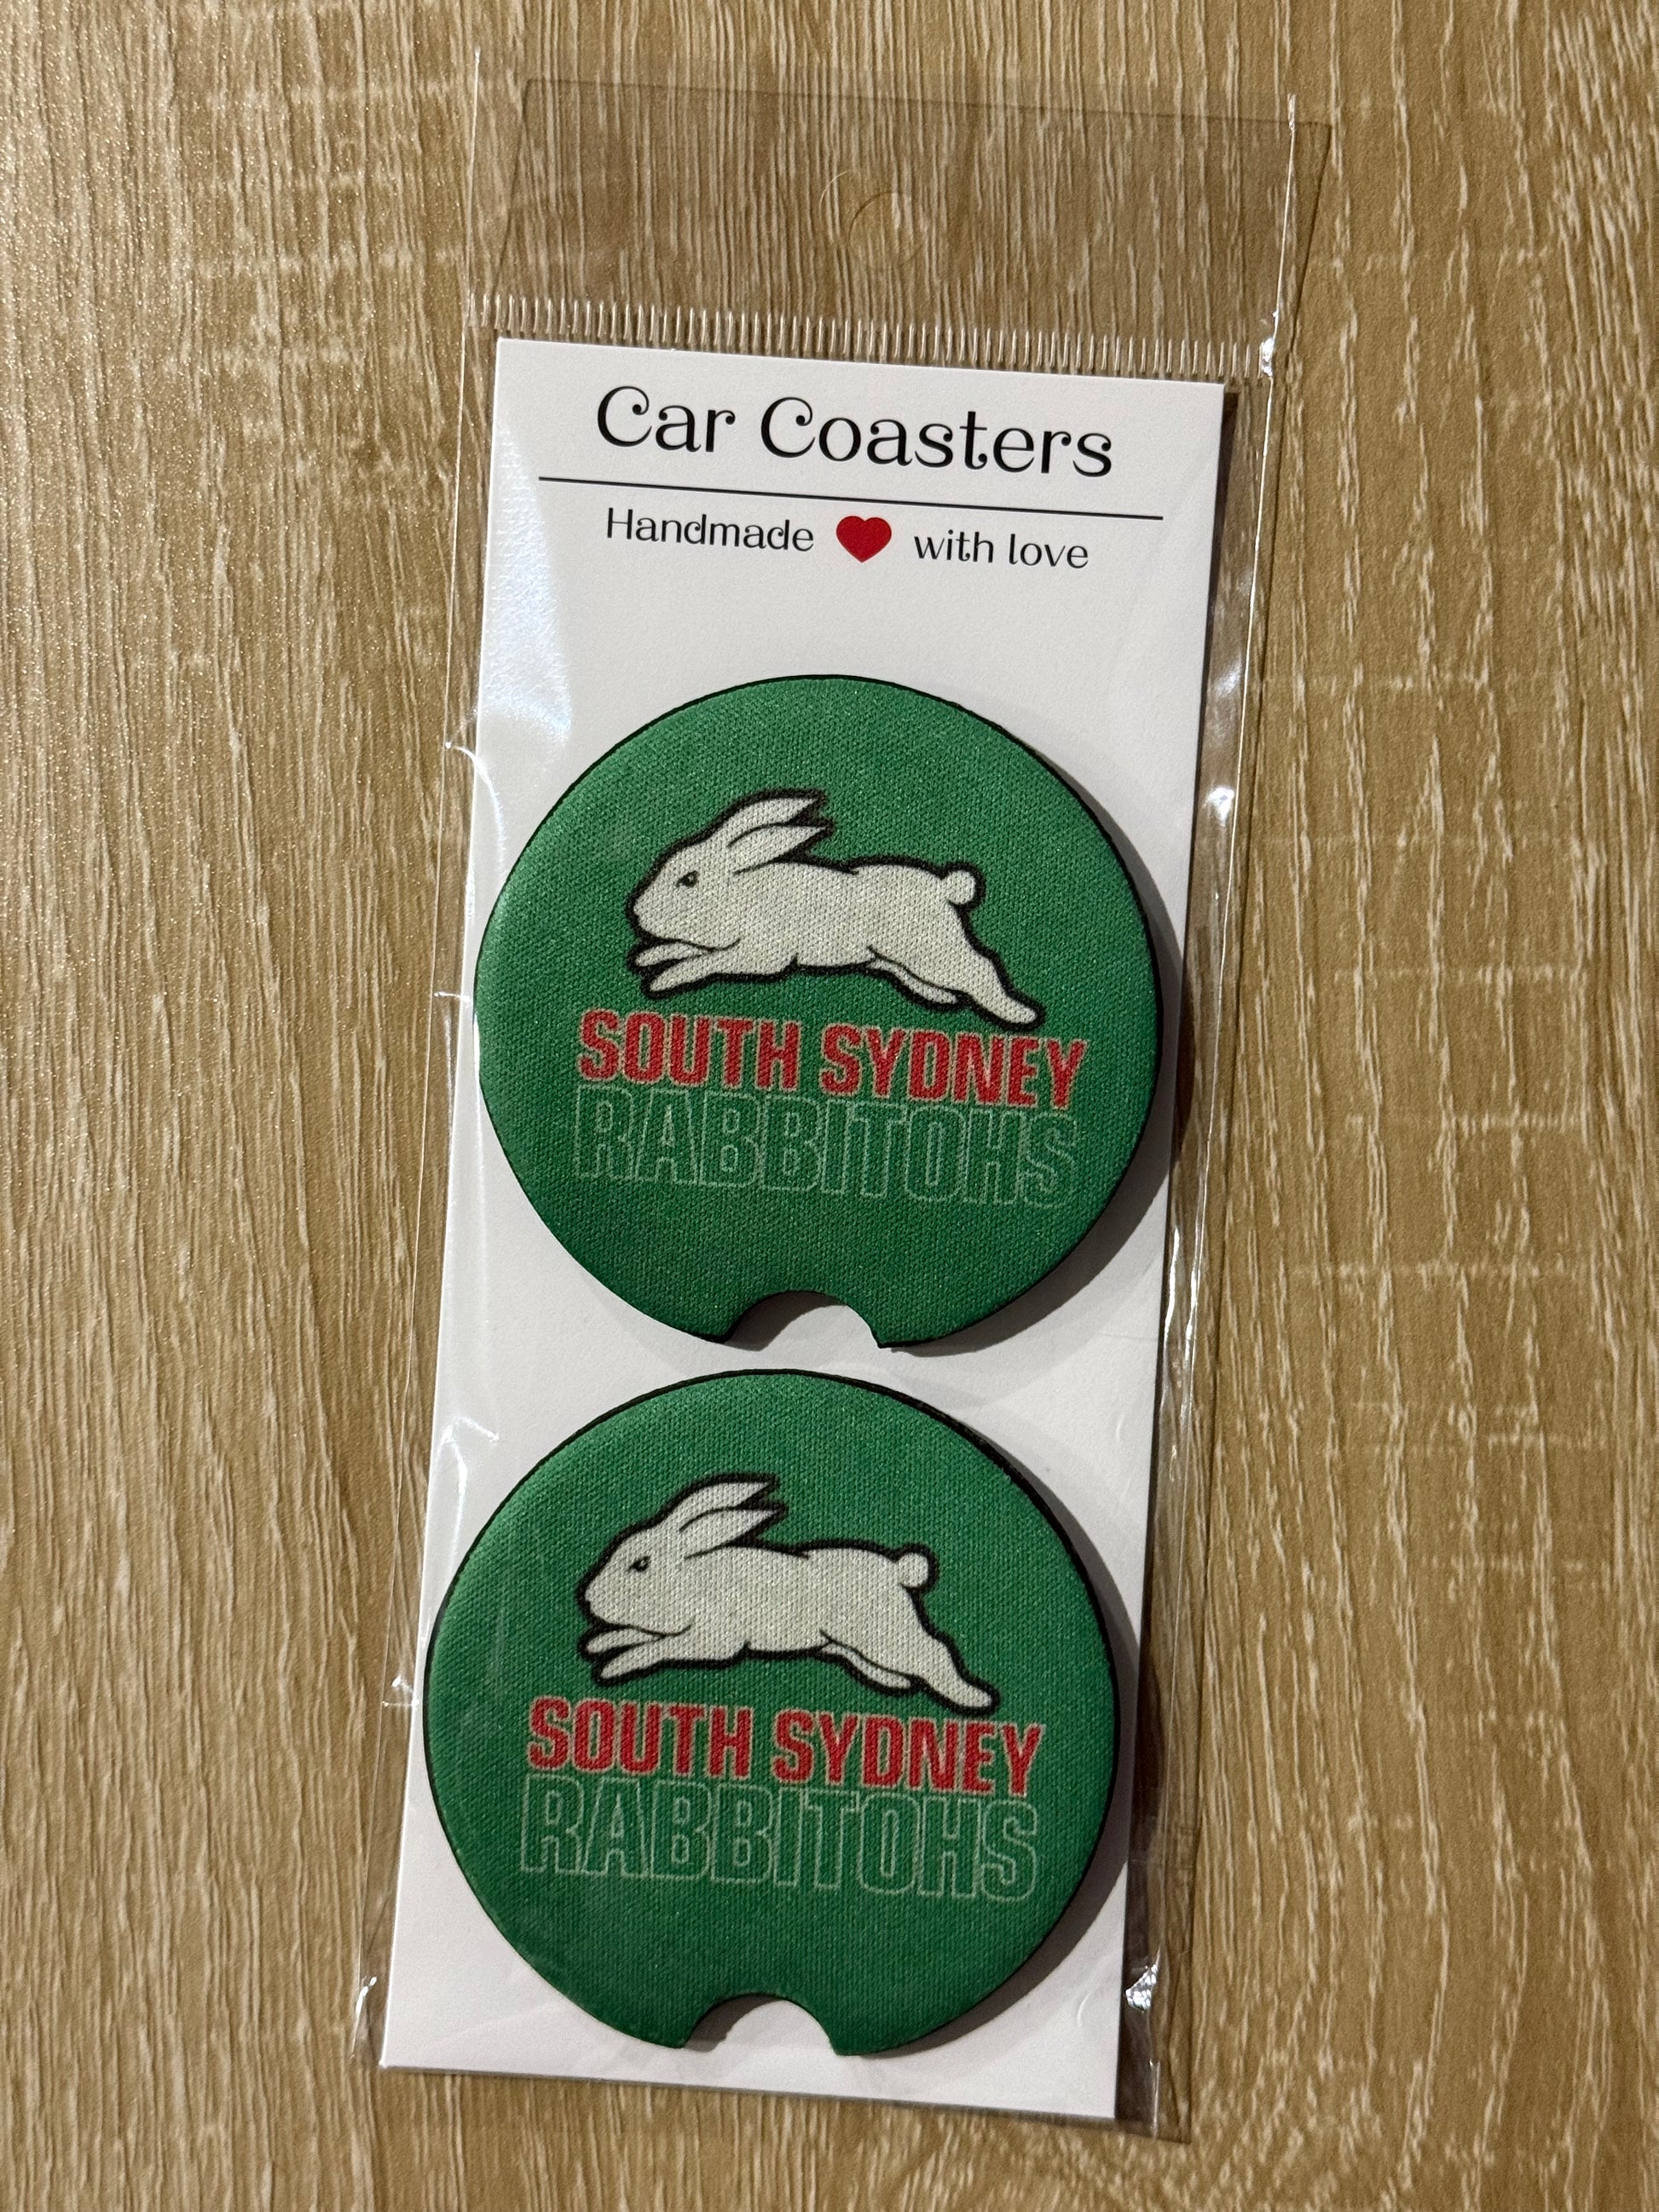 Car Coasters
Handmade with love
SOUTH SYDNEY
RABBITOHS
SOUTH SYDNEY
RABBITOHS